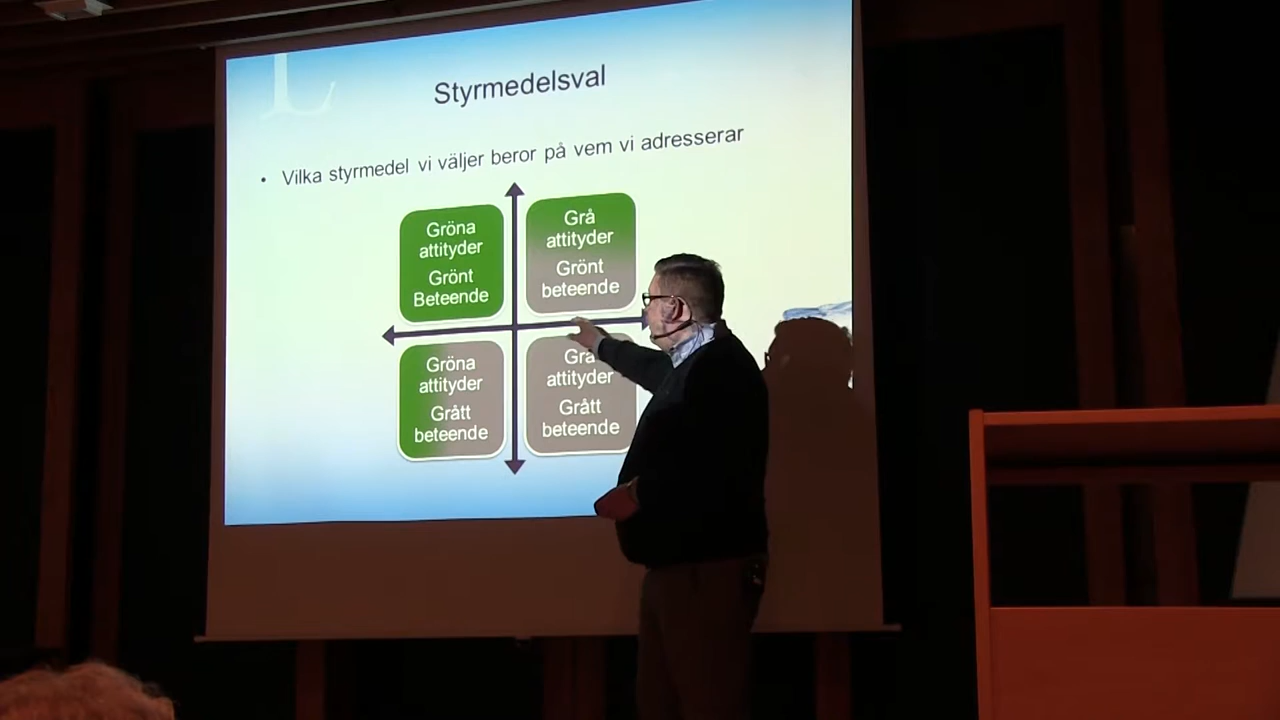 L
Styrmedelsval
• Vilka styrmedel vi väljer beror på vem vi adresserar
Gröna
attityder
Grönt
Beteende
Grå
attityder
Grönt
beteende
Gröna
attityder
Grått
beteende
Grå
attityder
Grått
beteende